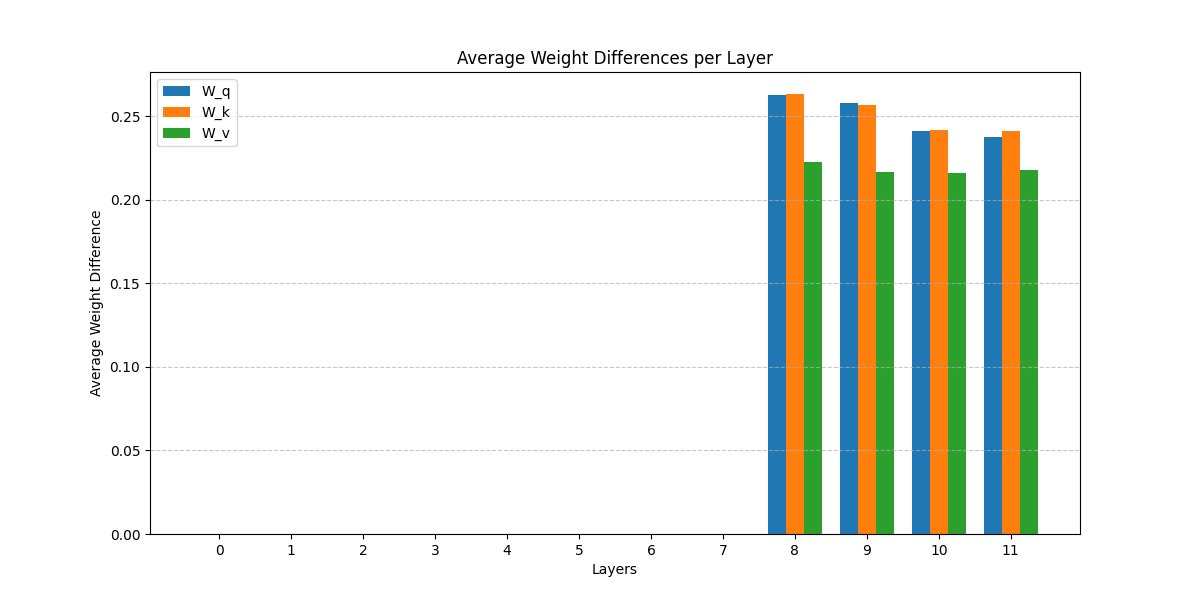 Average Weight Differences per Layer
W_q
W_k
W_v
Average Weight Difference
0.25
0.20
0.15
0.10
0.05
0.00
0 1 2 3 4 5 6 7 8 9 10 11
Layers